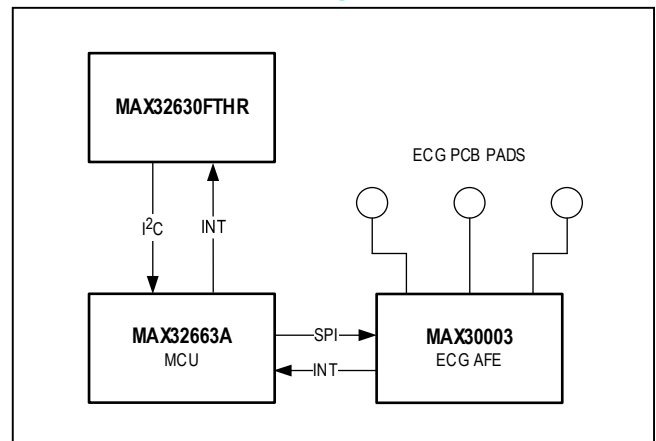 MAX32630FTHR
ECG PCB PADS
I²C
INT
MAX32663A
MCU
SPI
INT
MAX30003
ECG AFE